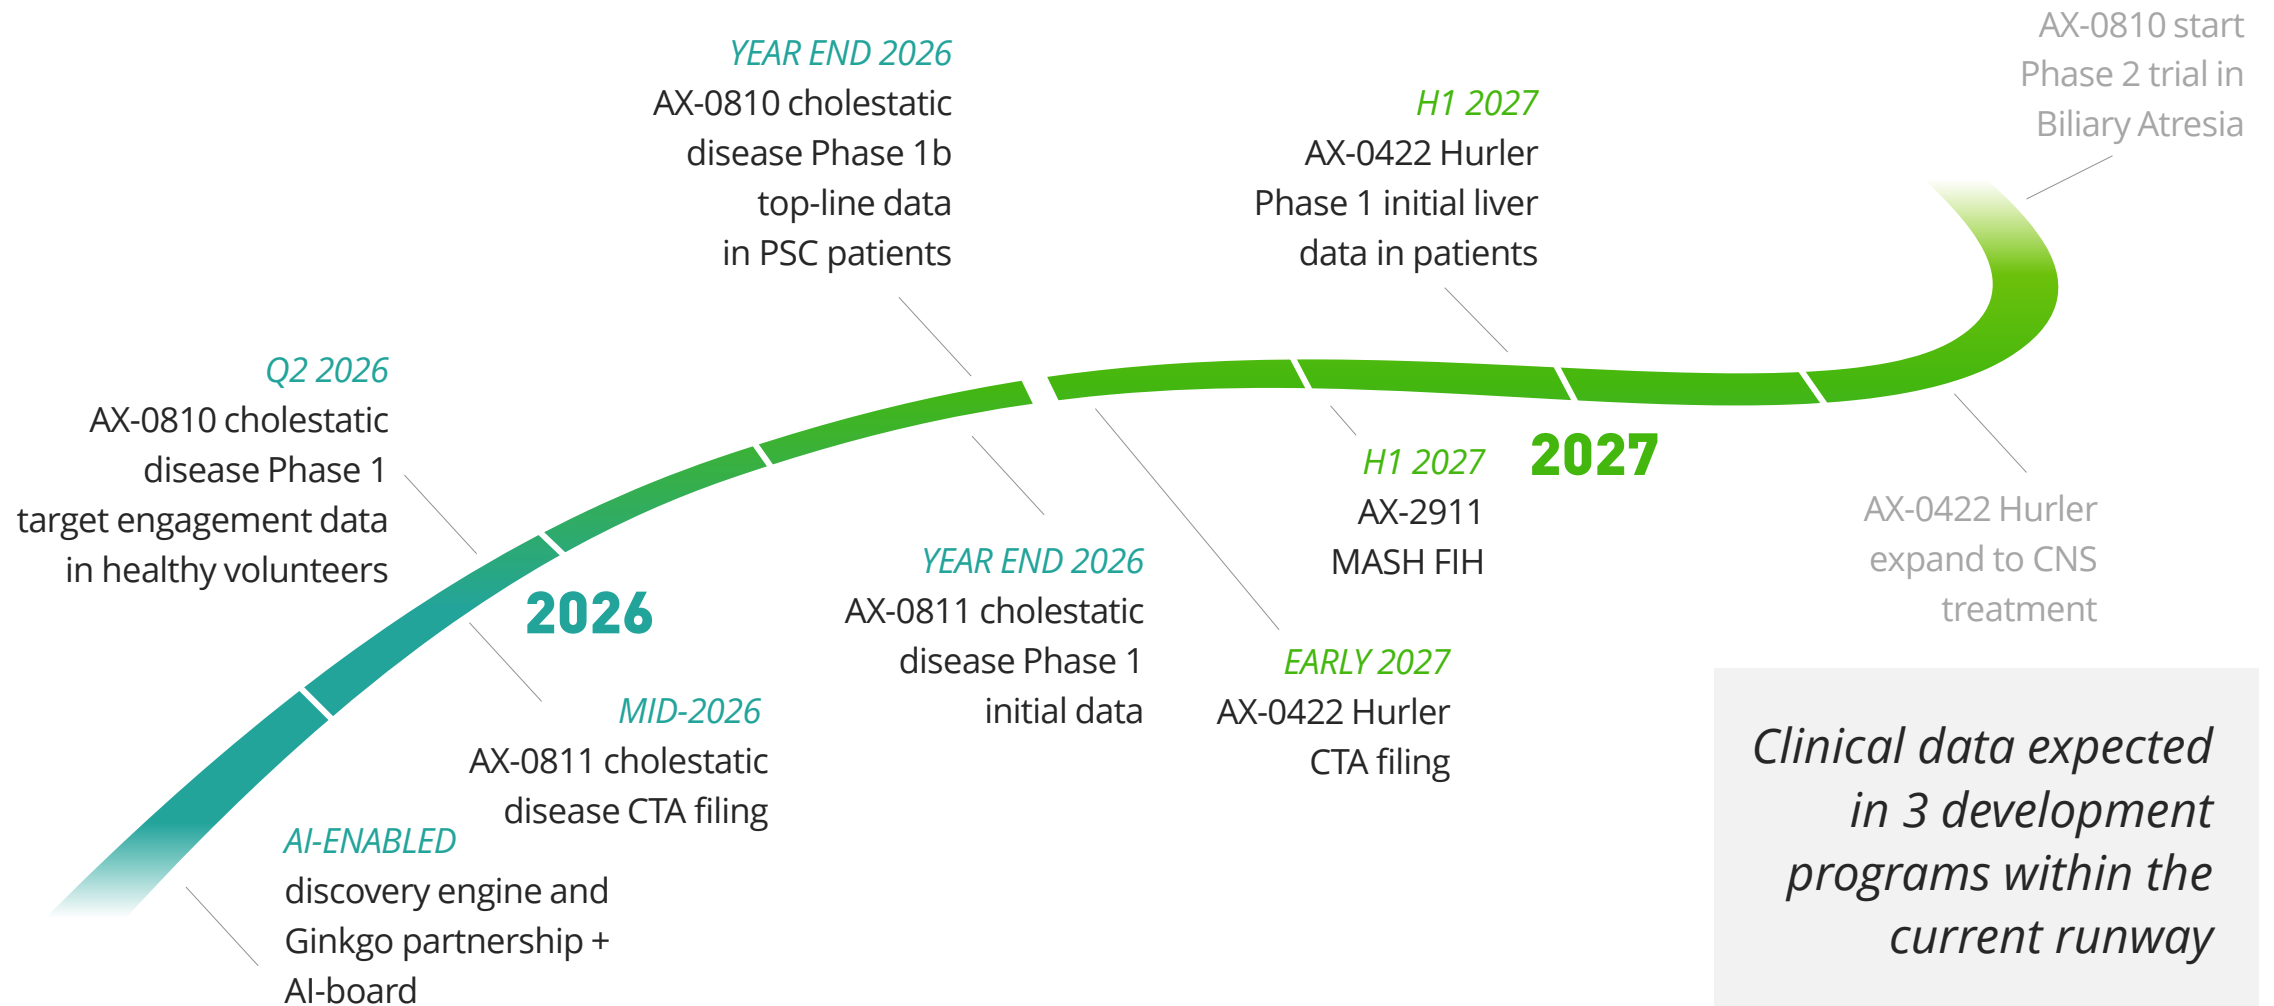 YEAR END 2026
AX-0810 cholestatic
disease Phase 1b
top-line data
in PSC patients
H1 2027
AX-0422 Hurler
Phase 1 initial liver
data in patients
AX-0810 start
Phase 2 trial in
Biliary Atresia
Q2 2026
AX-0810 cholestatic
disease Phase 1
target engagement data
in healthy volunteers
2026
2027
AI-ENABLED
discovery engine and
Ginkgo partnership +
AI-board
MID-2026
AX-0811 cholestatic
disease CTA filing
YEAR END 2026
AX-0811 cholestatic
disease Phase 1
initial data
EARLY 2027
AX-0422 Hurler
CTA filing
H1 2027
AX-2911
MASH FIH
AX-0422 Hurler
expand to CNS
treatment
Clinical data expected
in 3 development
programs within the
current runway